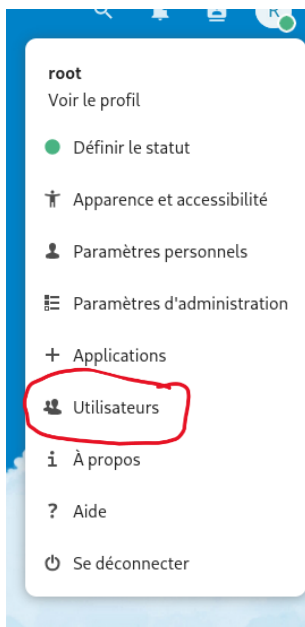 R
root
Voir le profil
Définir le statut
Apparence et accessibilité
Paramètres personnels
Paramètres d'administration
Applications
Utilisateurs
À propos
Aide
Se déconnecter